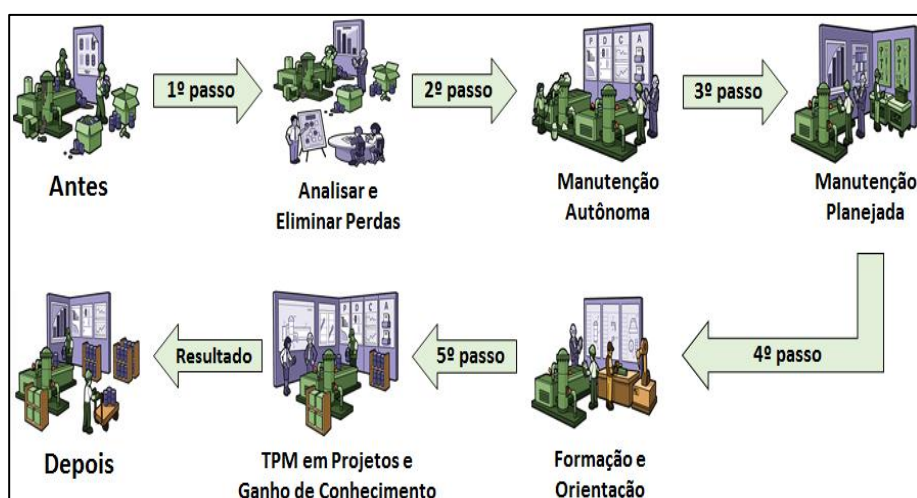 Antes
1º passo
Analisar e
Eliminar Perdas
2º passo
P D C A
Manutenção
Autônoma
3º passo
Manutenção
Planejada
4º passo
Formação e
Orientação
5º passo
P D C A
TPM em Projetos e
Ganho de Conhecimento
Resultado
Depois